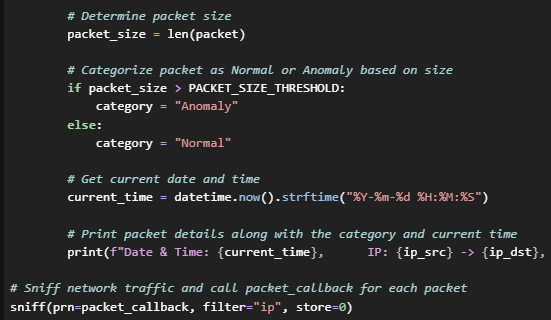 # Determine packet size
packet_size = len(packet)
# Categorize packet as Normal or Anomaly based on size
if packet_size > PACKET_SIZE_THRESHOLD:
category = "Anomaly"
else:
category = "Normal"
# Get current date and time
current_time = datetime.now().strftime("%Y-%m-%d %H:%M:%S")
# Print packet details along with the category and current time
print(f"Date & Time: {current_time},      IP: {ip_src} -> {ip_dst},
# Sniff network traffic and call packet_callback for each packet
sniff(prn=packet_callback, filter="ip", store=0)